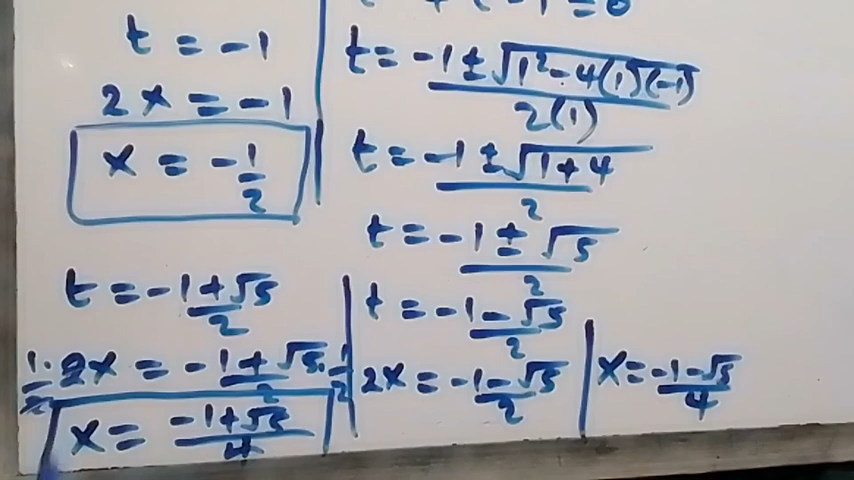 t = -1
2x = -1
x = -1/2
t = -1 ± √1² - 4(1)(-1) / 2(1)
t = -1 ± √1 + 4 / 2
t = -1 ± √5 / 2
t = -1 + √5 / 2
1/2 · 2x = -1 + √5 / 2 · 1/2
x = -1 + √5 / 4
t = -1 - √5 / 2
2x = -1 - √5 / 2
x = -1 - √5 / 4